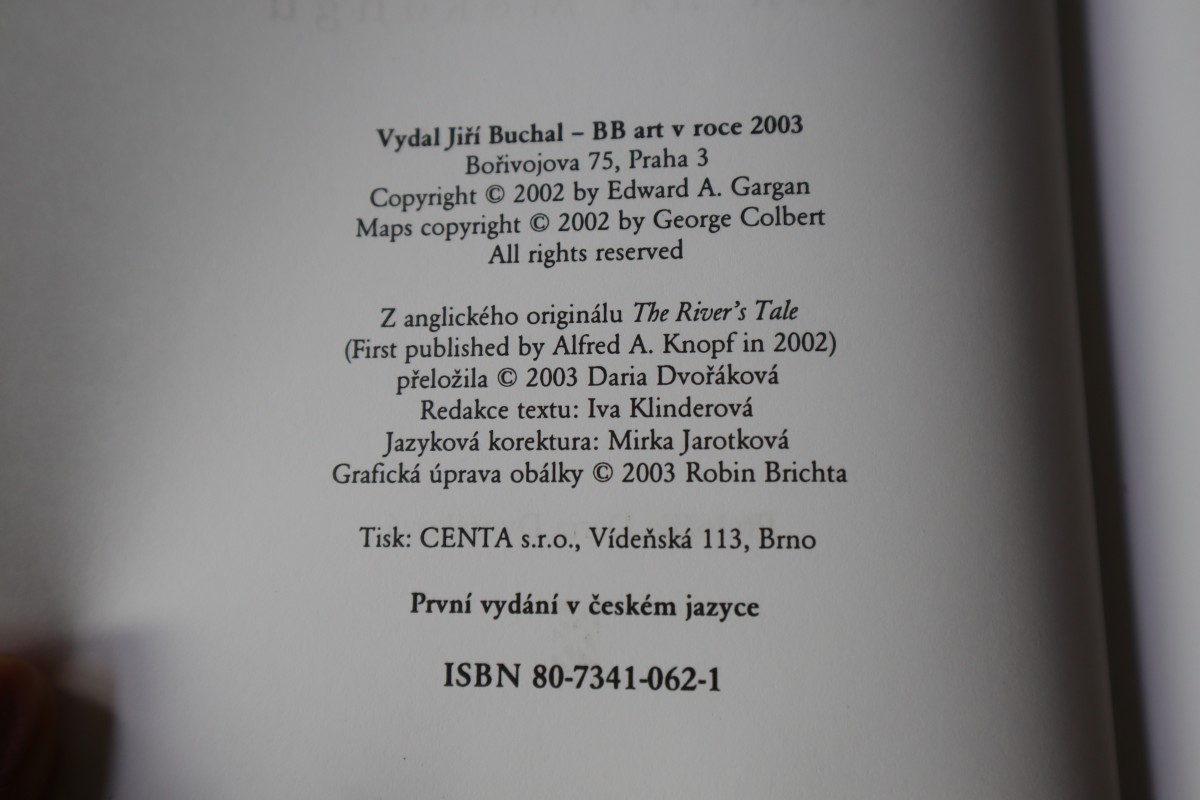 Vydal Jiří Buchal – BB art v roce 2003
Bořivojova 75, Praha 3
Copyright © 2002 by Edward A. Gargan
Maps copyright © 2002 by George Colbert
All rights reserved
Z anglického originálu The River's Tale
(First published by Alfred A. Knopf in 2002)
přeložila © 2003 Daria Dvořáková
Redakce textu: Iva Klinderová
Jazyková korektura: Mirka Jarotková
Grafická úprava obálky © 2003 Robin Brichta
Tisk: CENTA s.r.o., Vídeňská 113, Brno
První vydání v českém jazyce
ISBN 80-7341-062-1